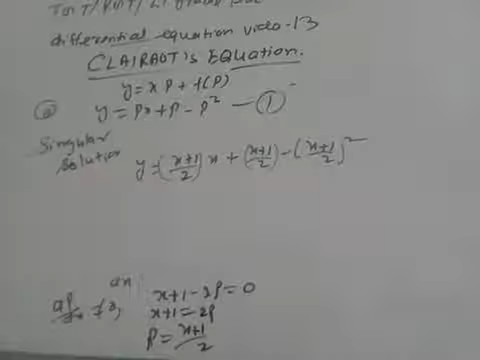 differential equation video-13
CLAIRAOT'S EQUATION.
y = xp + f(p)
Q y = px + p - p² — ①
Singular
Solution
y = (x+1/2) x + (x+1/2) - (x+1/2)²
x+1-2p = 0
x+1 = 2p
p = x+1/2